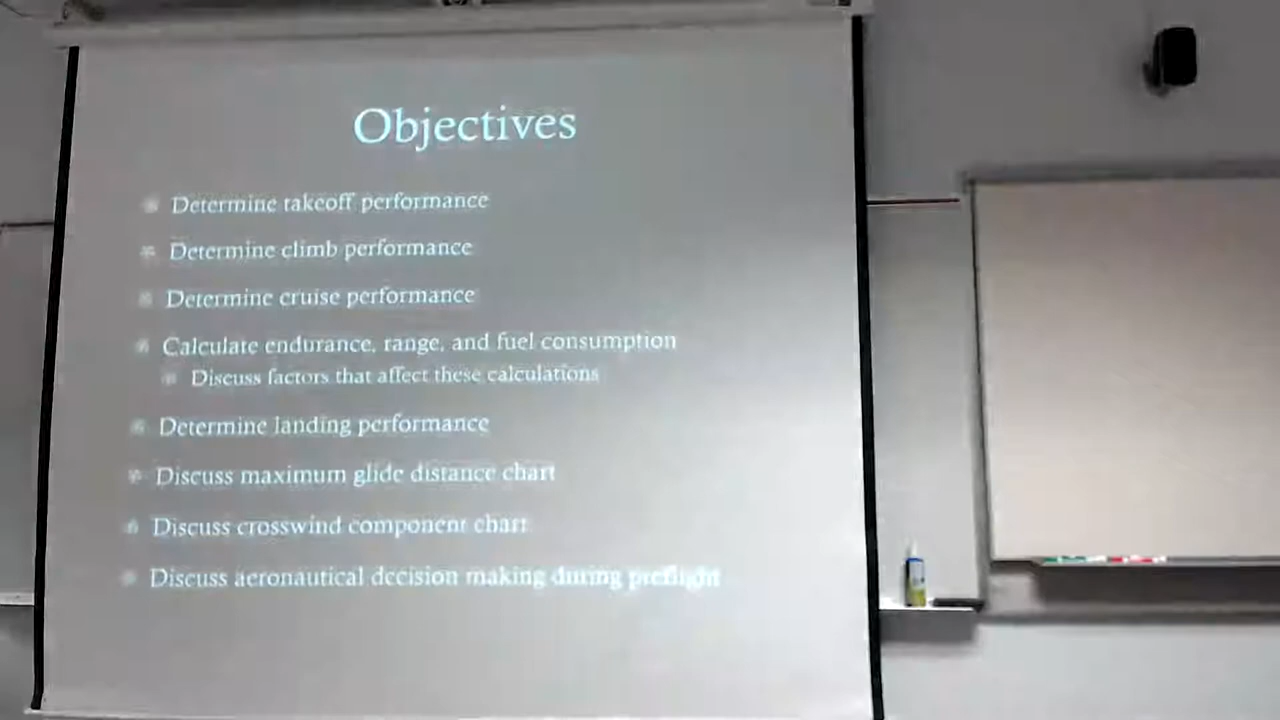 Objectives
Determine takeoff performance
Determine climb performance
Determine cruise performance
Calculate endurance, range, and fuel consumption
Discuss factors that affect these calculations
Determine landing performance
Discuss maximum glide distance chart
Discuss crosswind component chart
Discuss aeronautical decision making during preflight